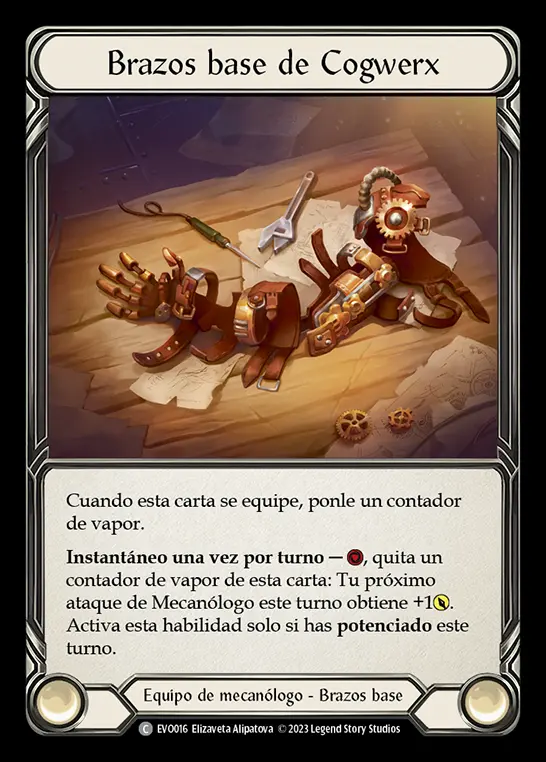 Brazos base de Cogwerx
Cuando esta carta se equipe, ponle un contador
de vapor.
Instantáneo una vez por turno — , quita un
contador de vapor de esta carta: Tu próximo
ataque de Mecanólogo este turno obtiene +1.
Activa esta habilidad solo si has potenciado este
turno.
Equipo de mecanólogo - Brazos base
C EVO016 Elizaveta Alipatova © 2023 Legend Story Studios